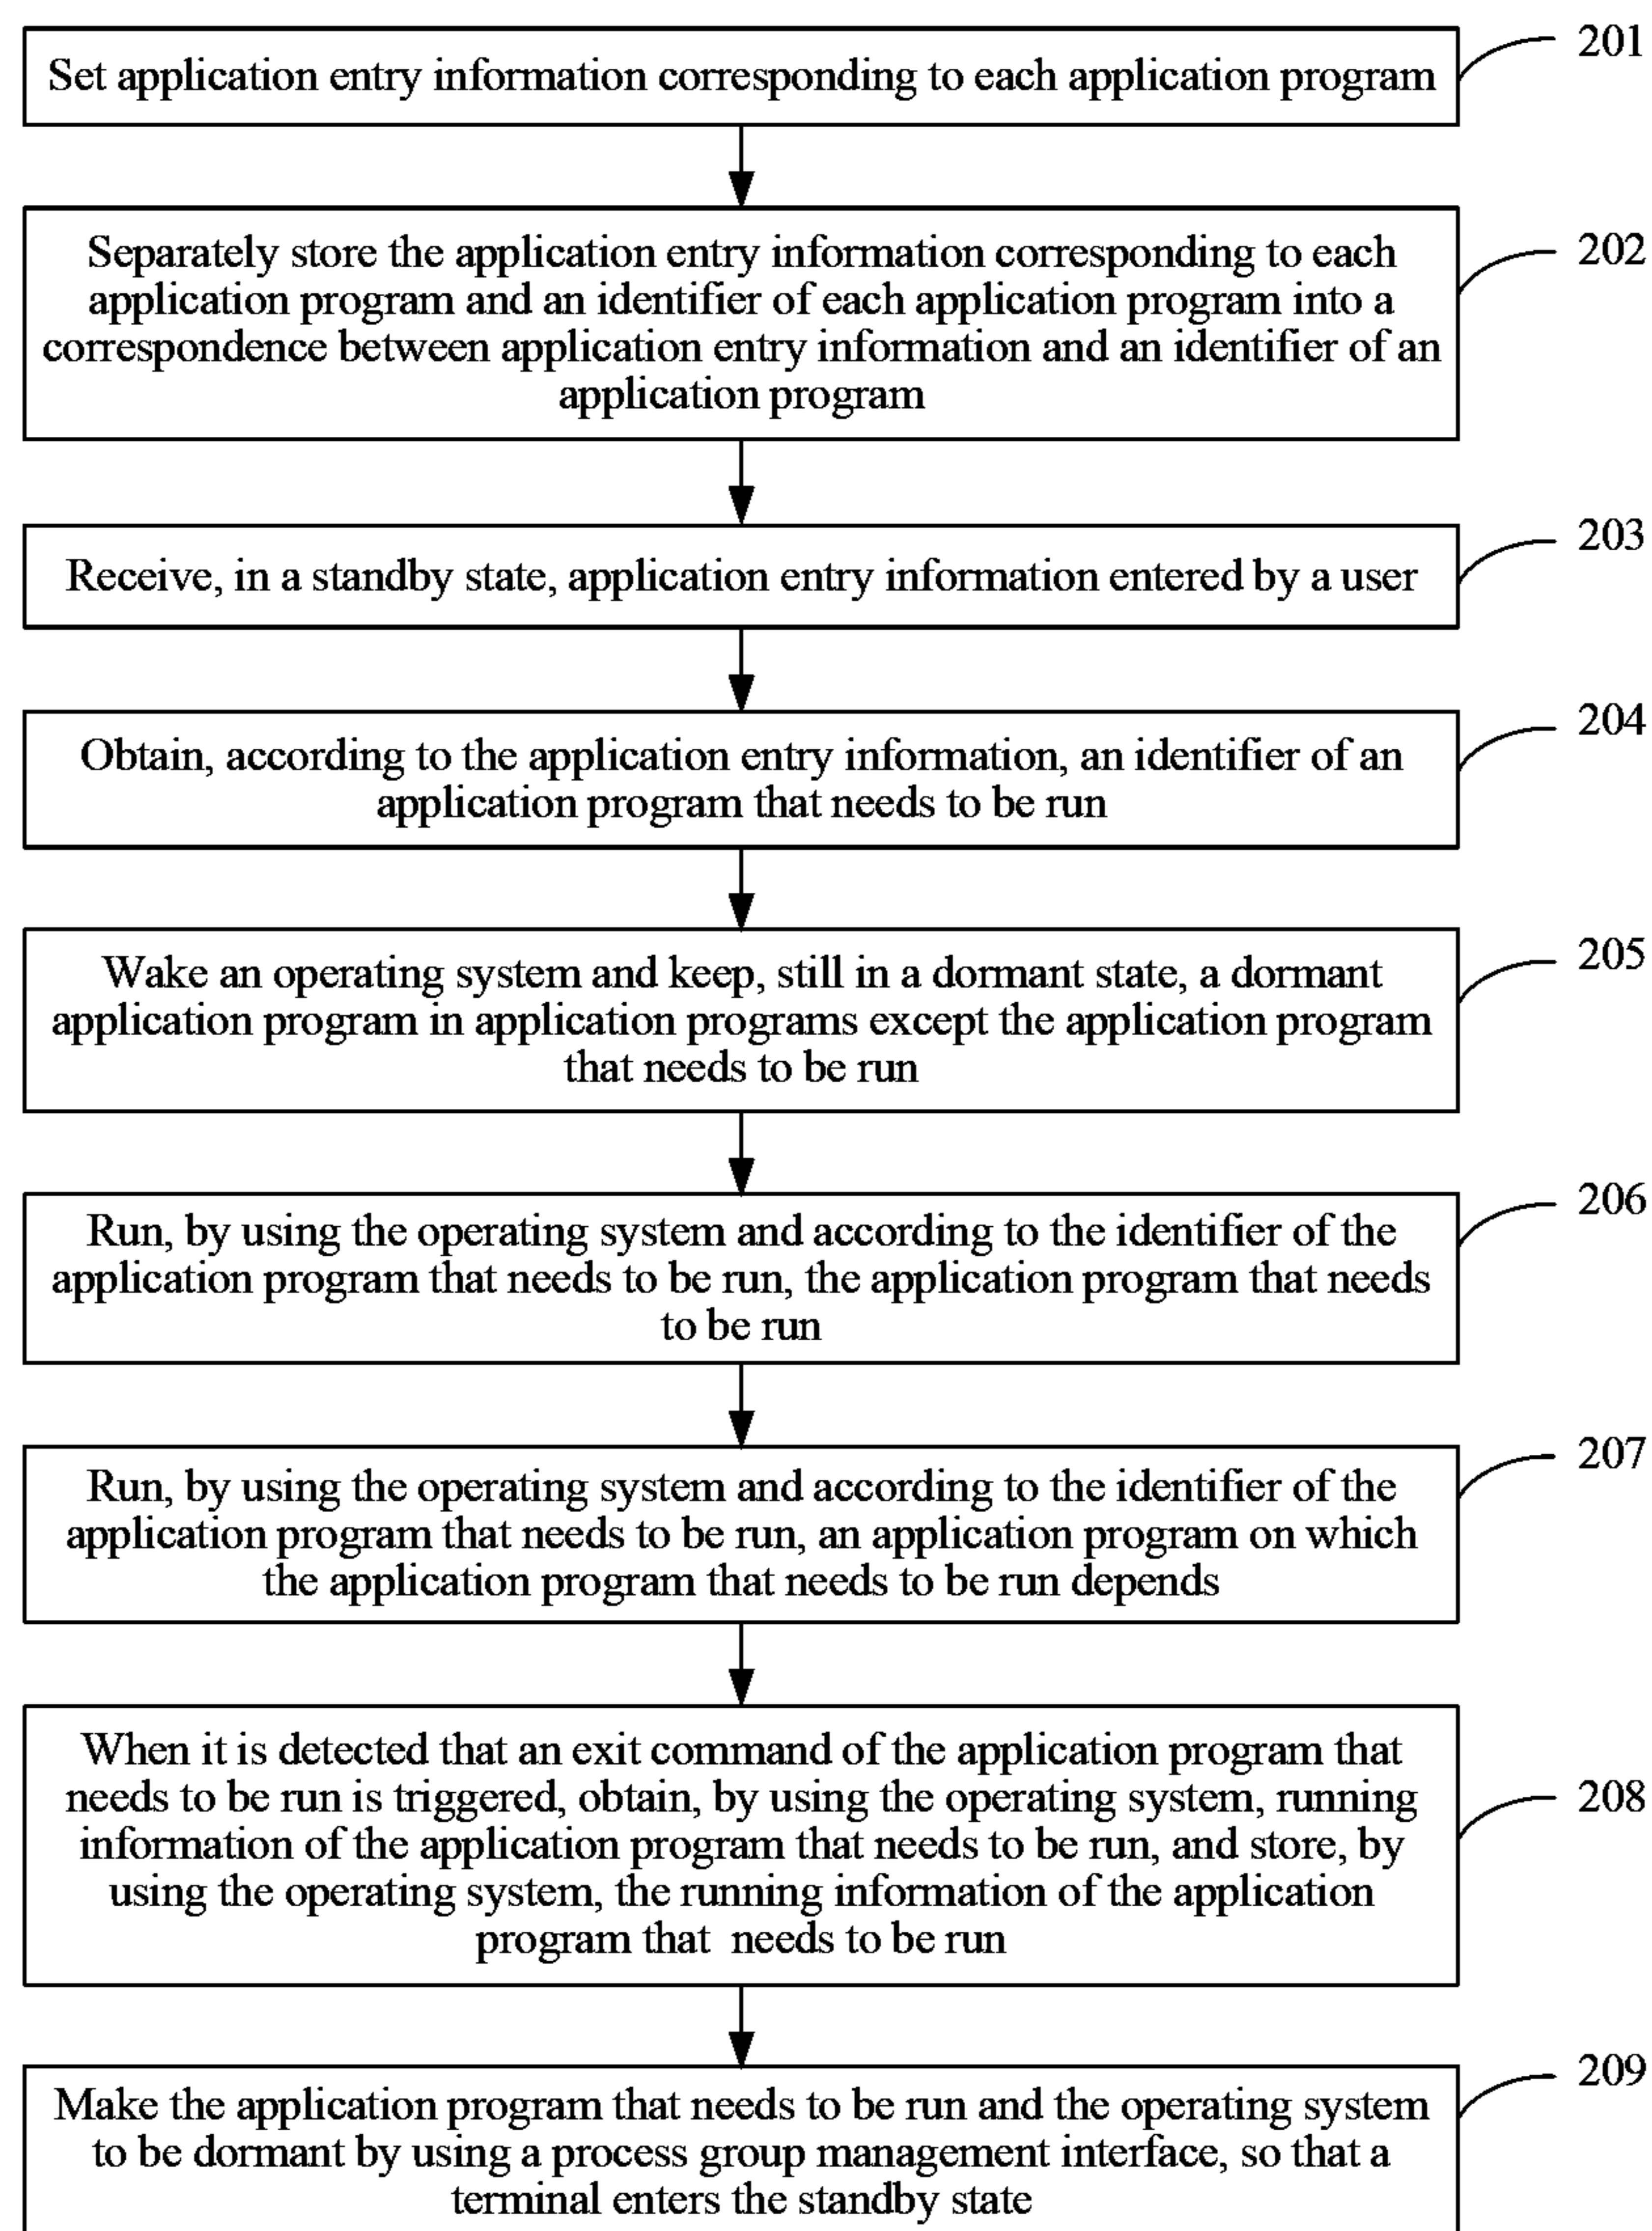 201
Set application entry information corresponding to each application program
202
Separately store the application entry information corresponding to each
application program and an identifier of each application program into a
correspondence between application entry information and an identifier of an
application program
203
Receive, in a standby state, application entry information entered by a user
204
Obtain, according to the application entry information, an identifier of an
application program that needs to be run
205
Wake an operating system and keep, still in a dormant state, a dormant
application program in application programs except the application program
that needs to be run
206
Run, by using the operating system and according to the identifier of the
application program that needs to be run, the application program that needs
to be run
207
Run, by using the operating system and according to the identifier of the
application program that needs to be run, an application program on which
the application program that needs to be run depends
208
When it is detected that an exit command of the application program that
needs to be run is triggered, obtain, by using the operating system, running
information of the application program that needs to be run, and store, by
using the operating system, the running information of the application
program that needs to be run
209
Make the application program that needs to be run and the operating system
to be dormant by using a process group management interface, so that a
terminal enters the standby state